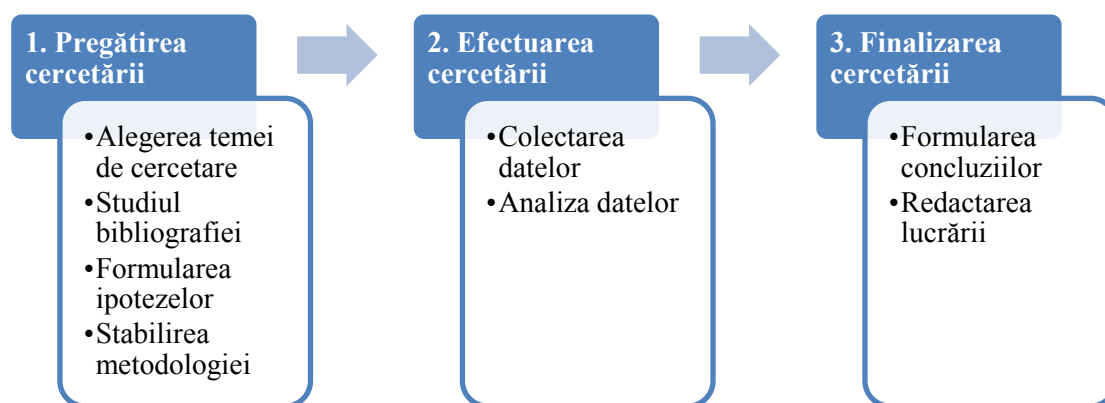 1. Pregătirea
cercetării
•Alegerea temei
de cercetare
•Studiul
bibliografiei
•Formularea
ipotezelor
•Stabilirea
metodologiei
2. Efectuarea
cercetării
•Colectarea
datelor
•Analiza datelor
3. Finalizarea
cercetării
•Formularea
concluziilor
•Redactarea
lucrării